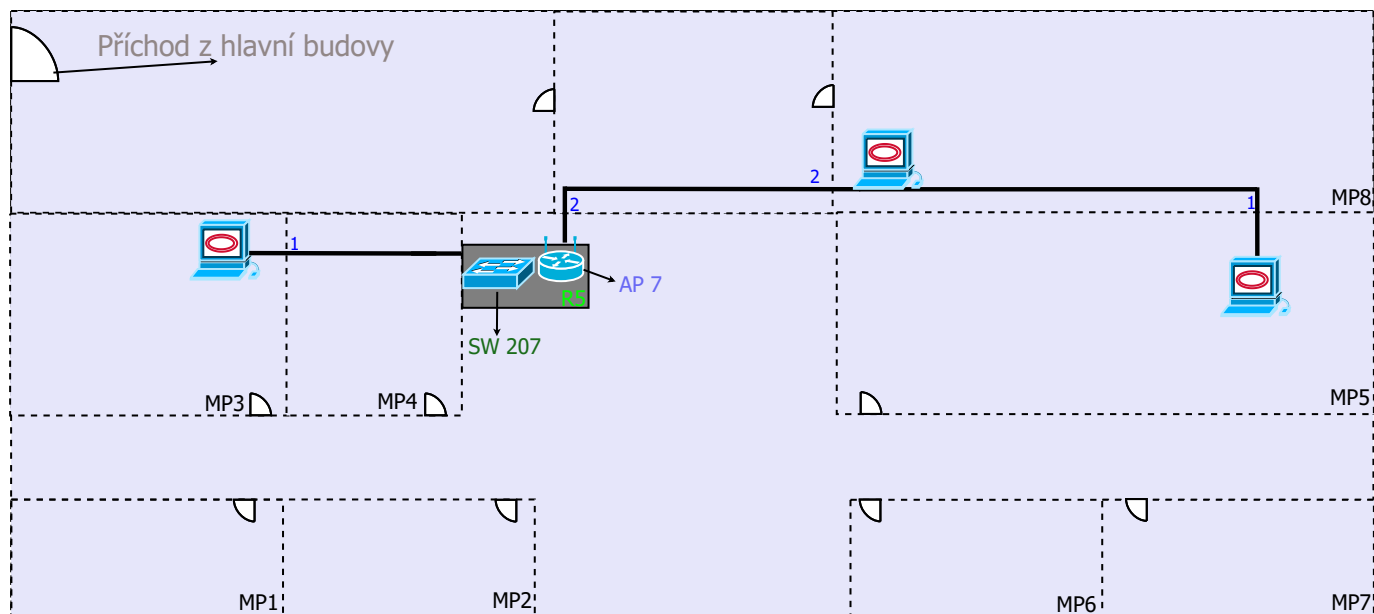 Příchod z hlavní budovy
2
1
MP8
2
1
AP 7
R5
SW 207
MP3
MP4
MP5
MP1
MP2
MP6
MP7